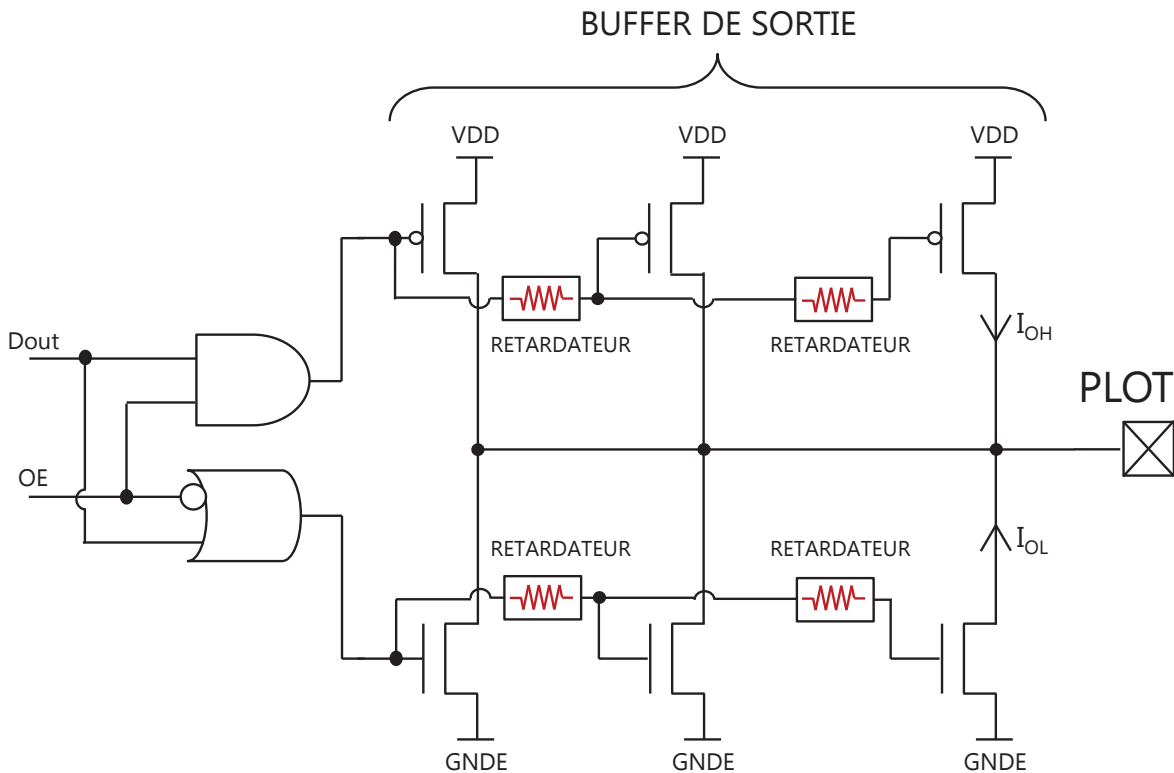 BUFFER DE SORTIE
VDD
VDD
VDD
RETARDATEUR
RETARDATEUR
IOH
Dout
PLOT
OE
RETARDATEUR
RETARDATEUR
IOL
GNDE
GNDE
GNDE